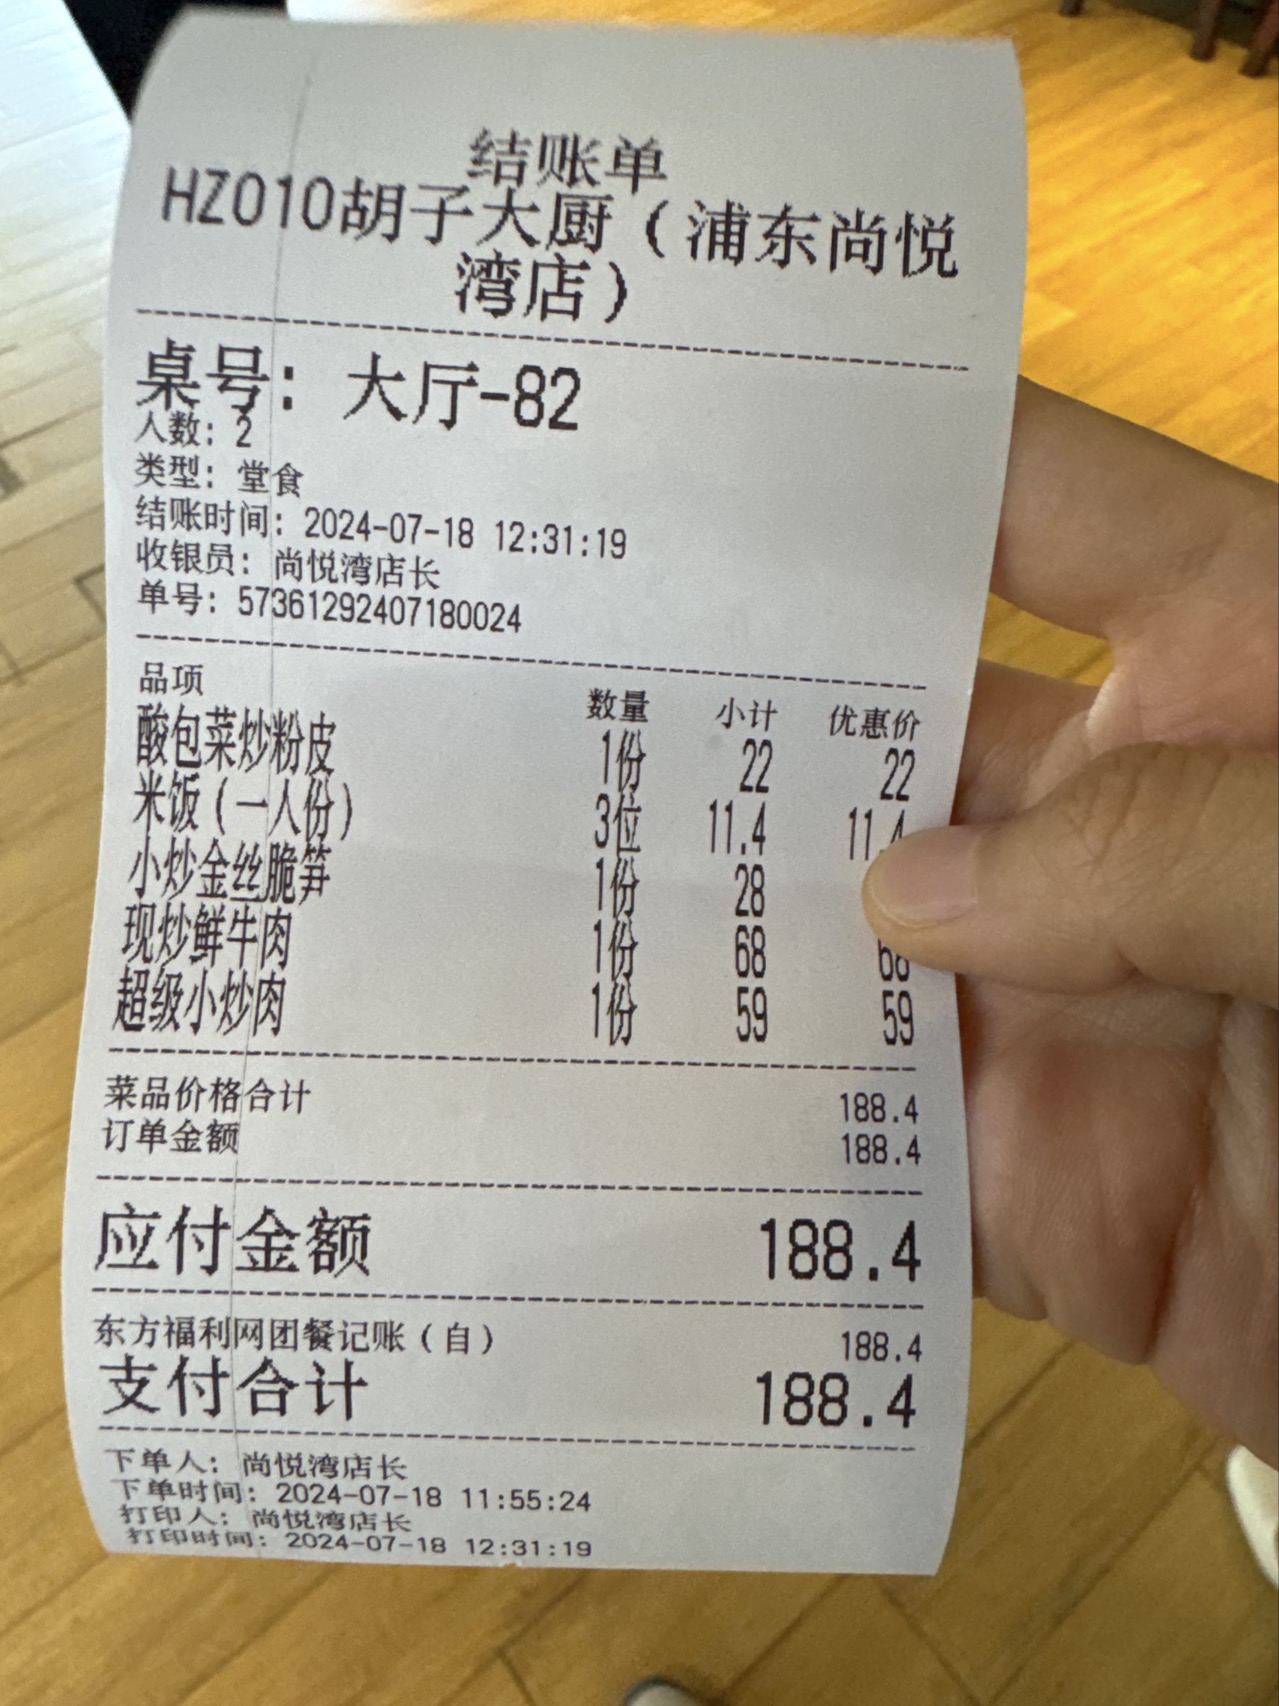 结账单
HZ010胡子大厨（浦东尚悦
湾店）
桌号：大厅-82
人数：2
类型：堂食
结账时间：2024-07-18 12:31:19
收银员：尚悦湾店长
单号：57361292407180024
品项 数量 小计 优惠价
酸包菜炒粉皮 1份 22 22
米饭（一人份） 3位 11.4 11.4
小炒金丝脆笋 1份 28
现炒鲜牛肉 1份 68 68
超级小炒肉 1份 59 59
菜品价格合计 188.4
订单金额 188.4
应付金额 188.4
东方福利网团餐记账（自） 188.4
支付合计 188.4
下单人：尚悦湾店长
下单时间：2024-07-18 11:55:24
打印人：尚悦湾店长
打印时间：2024-07-18 12:31:19